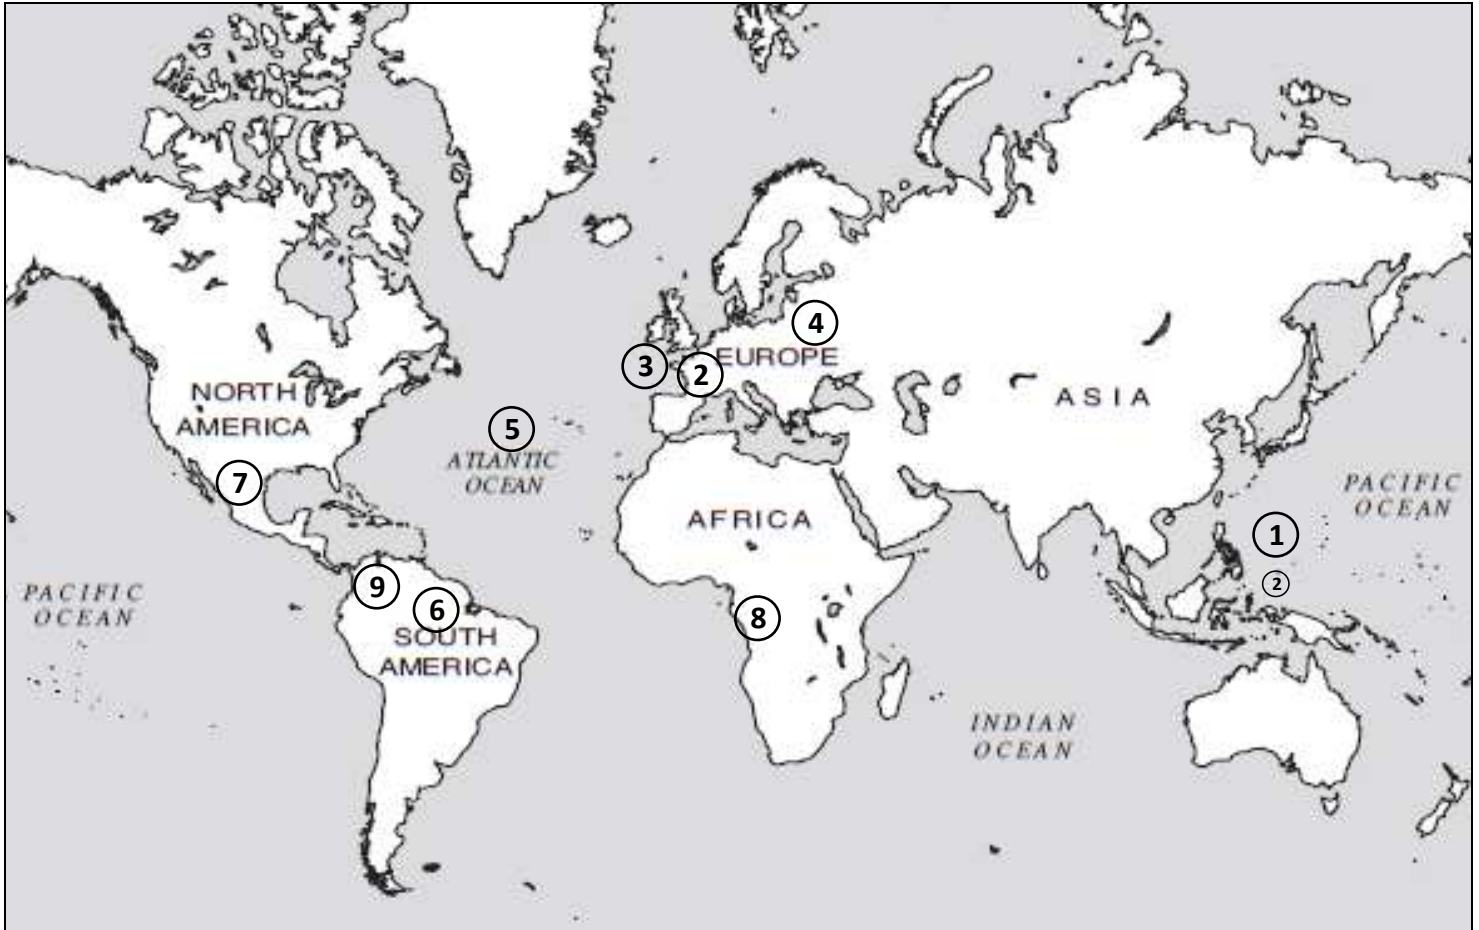 4
EUROPE
3
2
NORTH
AMERICA
ASIA
5
ATLANTIC
OCEAN
7
PACIFIC
OCEAN
AFRICA
1
2
9
PACIFIC
OCEAN
6
8
SOUTH
AMERICA
INDIAN
OCEAN